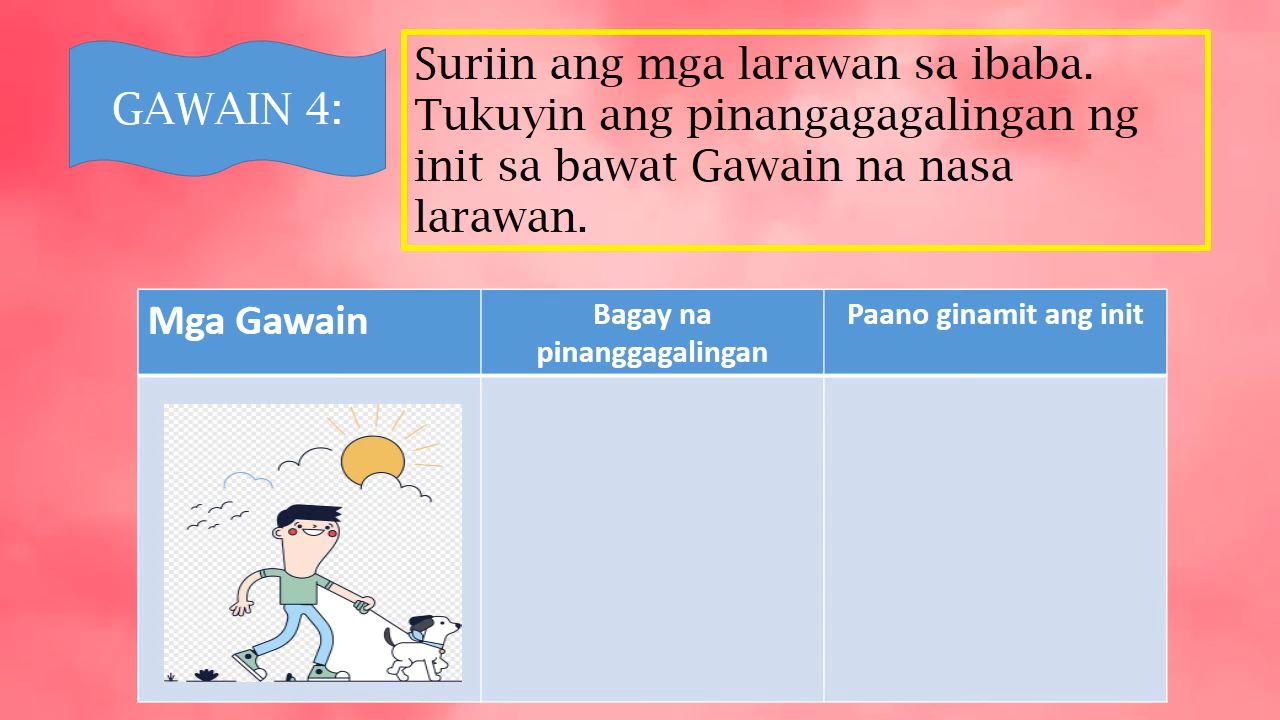 GAWAIN 4:
Suriin ang mga larawan sa ibaba.
Tukuyin ang pinangagagalingan ng
init sa bawat Gawain na nasa
larawan.
Mga Gawain
Bagay na
pinanggagalingan
Paano ginamit ang init